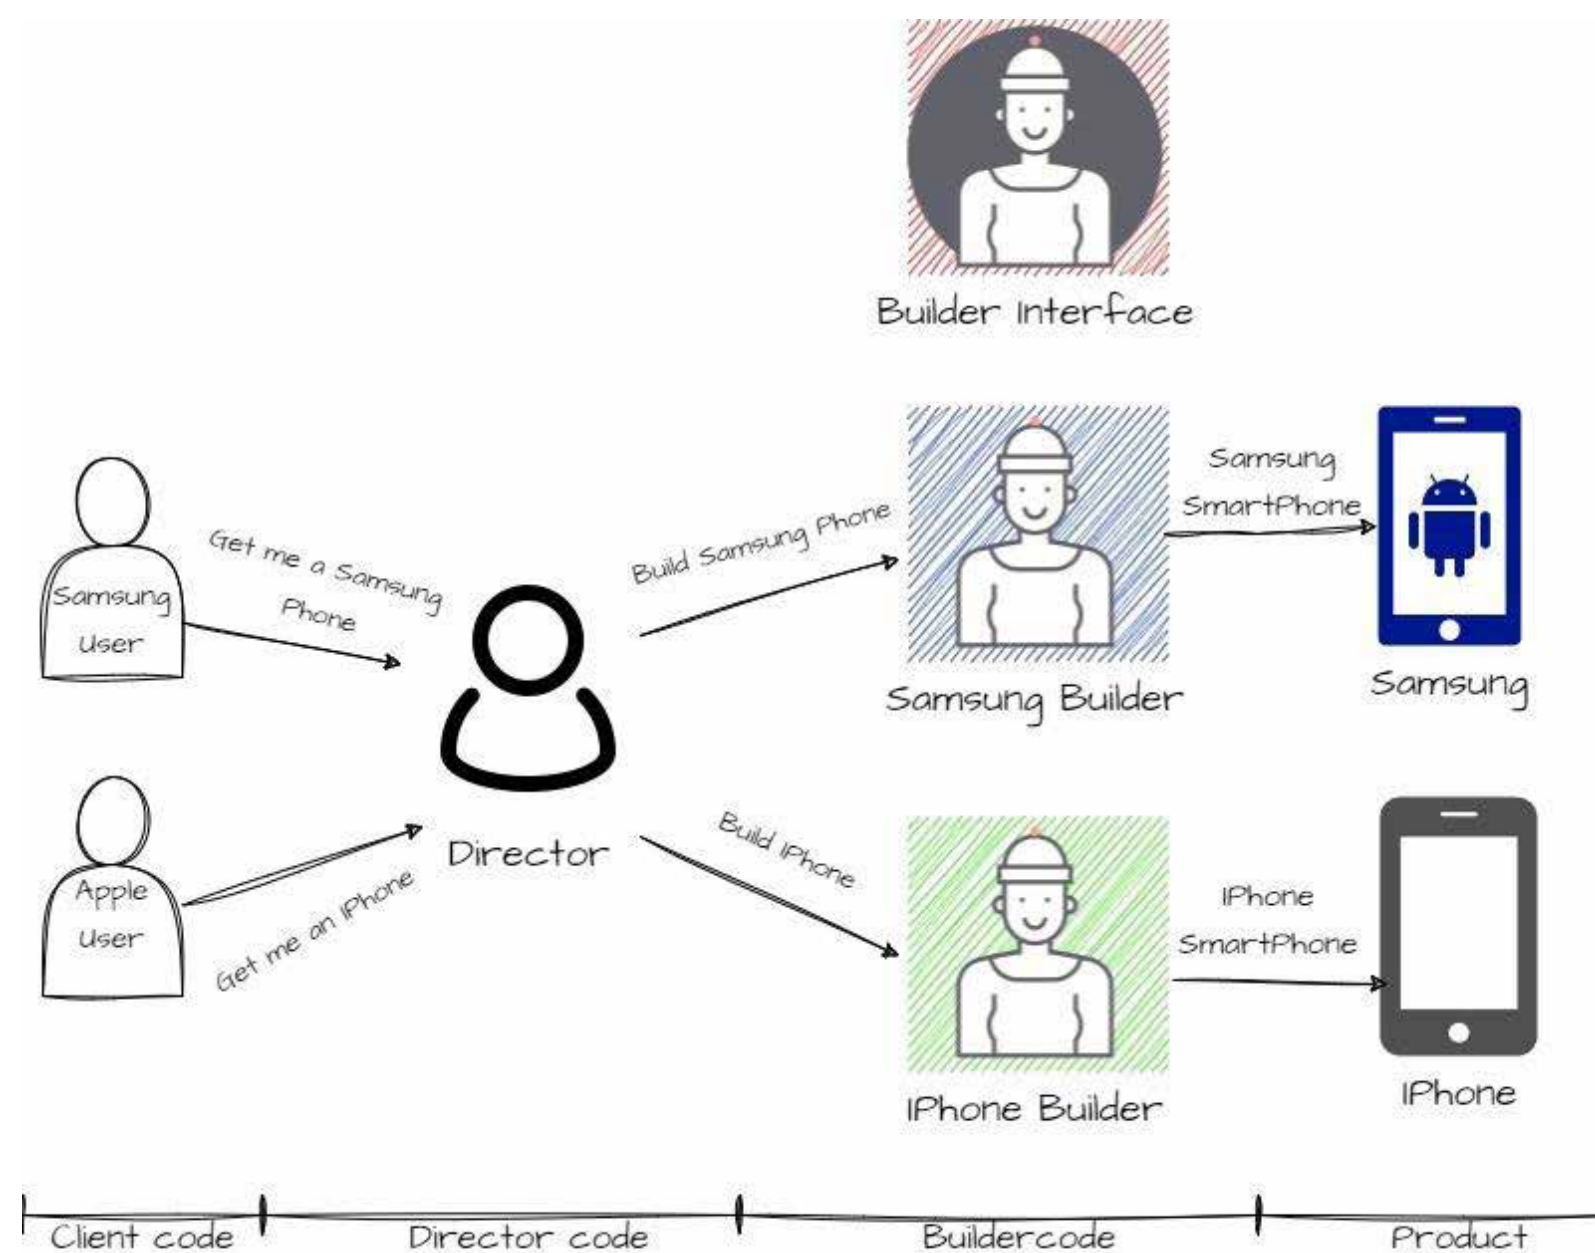 Builder Interface
Samsung
SmartPhone
Build Samsung Phone
Get me a Samsung
Phone
Samsung
User
Samsung Builder
Samsung
Build IPhone
Director
Apple
User
Get me an IPhone
IPhone
SmartPhone
IPhone Builder
IPhone
Client code
Director code
Buildercode
Product